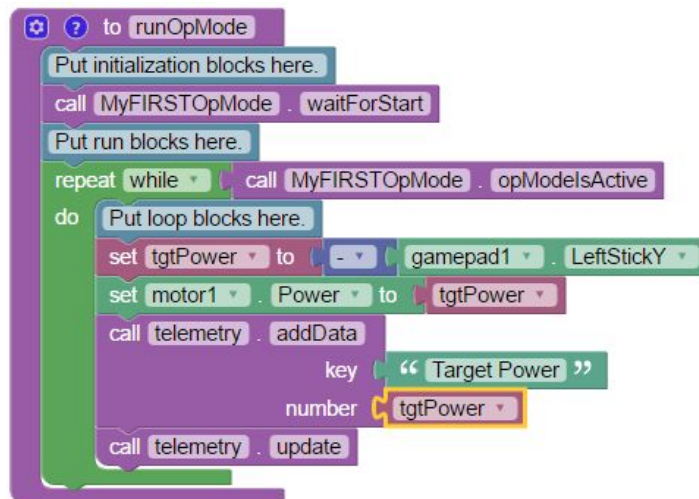 ? to runOpMode
Put initialization blocks here.
call MyFIRSTOpMode . waitForStart
Put run blocks here.
repeat while call MyFIRSTOpMode . opModeIsActive
do Put loop blocks here.
set tgtPower to - gamepad1 . LeftStickY
set motor1 . Power to tgtPower
call telemetry . addData
key “ Target Power ”
number tgtPower
call telemetry . update